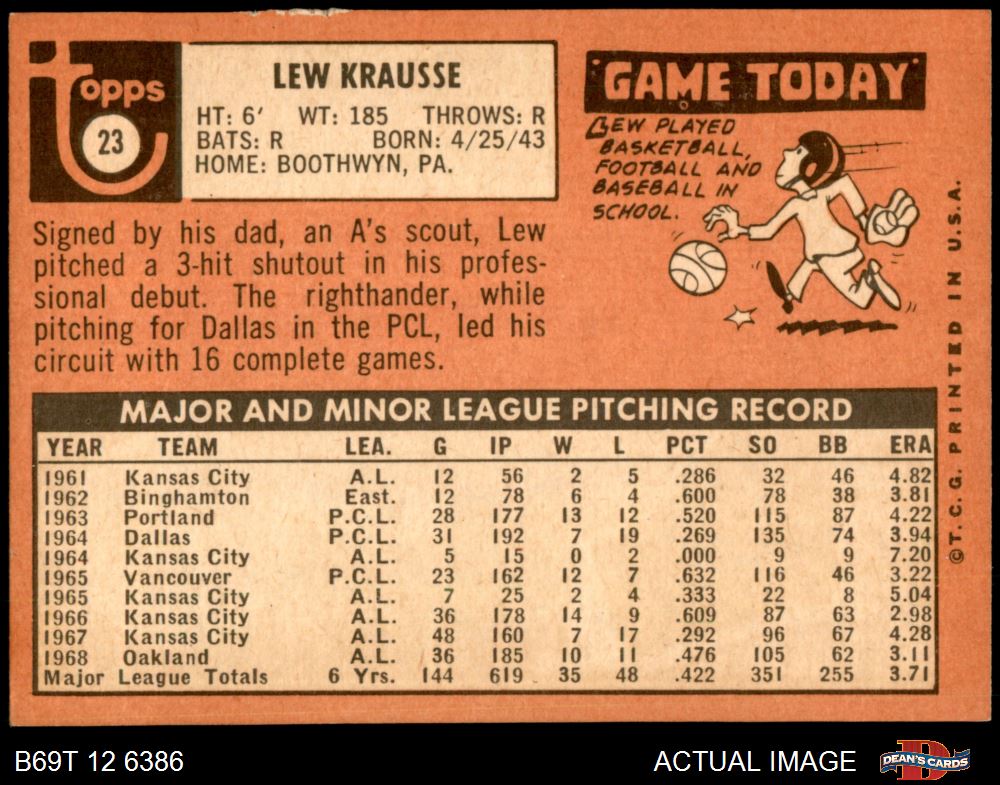 topps
23
LEW KRAUSSE
HT: 6' WT: 185 THROWS: R
BATS: R BORN: 4/25/43
HOME: BOOTHWYN, PA.
Signed by his dad, an A's scout, Lew
pitched a 3-hit shutout in his profes-
sional debut. The righthander, while
pitching for Dallas in the PCL, led his
circuit with 16 complete games.
"GAME TODAY"
LEW PLAYED
BASKETBALL,
FOOTBALL AND
BASEBALL IN
SCHOOL.
MAJOR AND MINOR LEAGUE PITCHING RECORD
YEAR TEAM LEA. G IP W L PCT SO BB ERA
1961 Kansas City A.L. 12 56 2 5 .286 32 46 4.82
1962 Binghamton East. 12 78 6 4 .600 78 38 3.81
1963 Portland P.C.L. 28 177 13 12 .520 115 87 4.22
1964 Dallas P.C.L. 31 192 7 19 .269 135 74 3.94
1964 Kansas City A.L. 5 15 0 2 .000 9 9 7.20
1965 Vancouver P.C.L. 23 162 12 7 .632 116 46 3.22
1965 Kansas City A.L. 7 25 2 4 .333 22 8 5.04
1966 Kansas City A.L. 36 178 14 9 .609 87 63 2.98
1967 Kansas City A.L. 48 160 7 17 .292 96 67 4.28
1968 Oakland A.L. 36 185 10 11 .476 105 62 3.11
Major League Totals 6 Yrs. 144 619 35 48 .422 351 255 3.71
©T.C.G. PRINTED IN U.S.A.
B69T 12 6386
ACTUAL IMAGE
D
DEAN'S CARDS